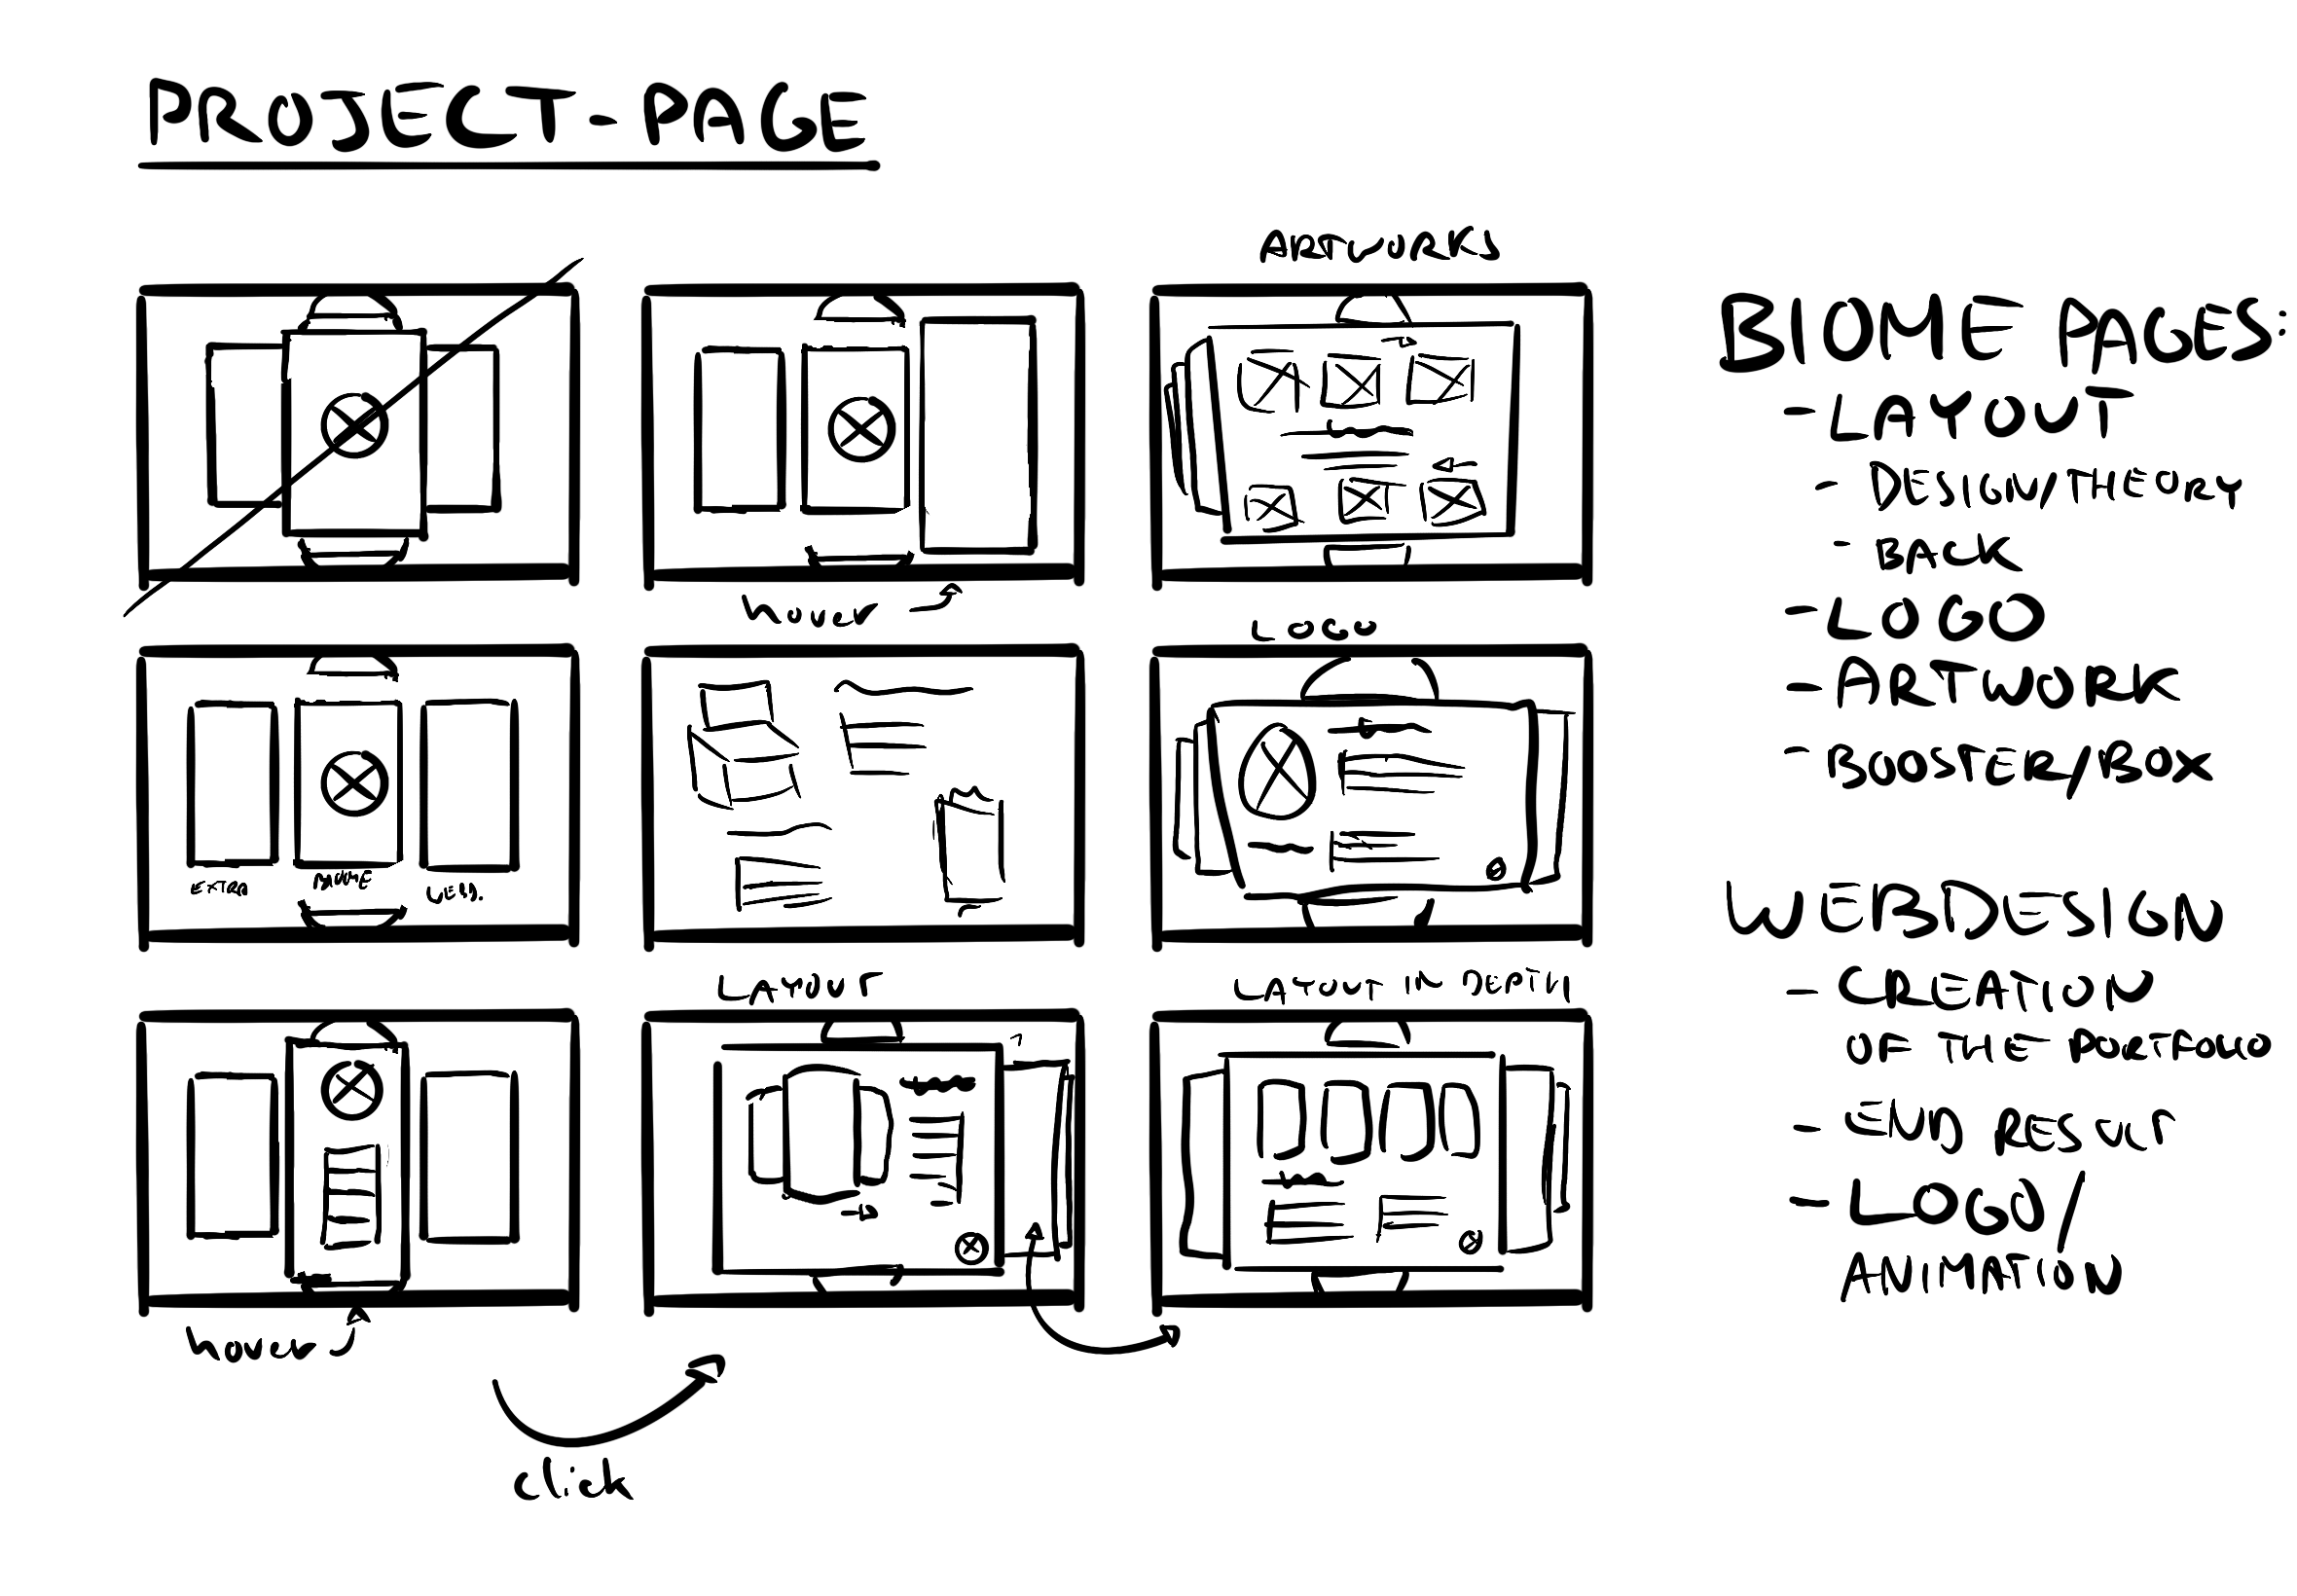 PROJECT-PAGE
ARTWORKS
hover
LOGO
EXTRA
BIOME
WEBD.
LAYOUT
LAYOUT IN DEPTH
hover
click
BIOME PAGES:
- LAYOUT
- DESIGN/THEORY
- BACK
- LOGO
- ARTWORK
- BOOSTER/BOX
WEBDESIGN
- CREATION
OF THE PORTFOLIO
- END RESULT
- LOGO/
ANIMATION